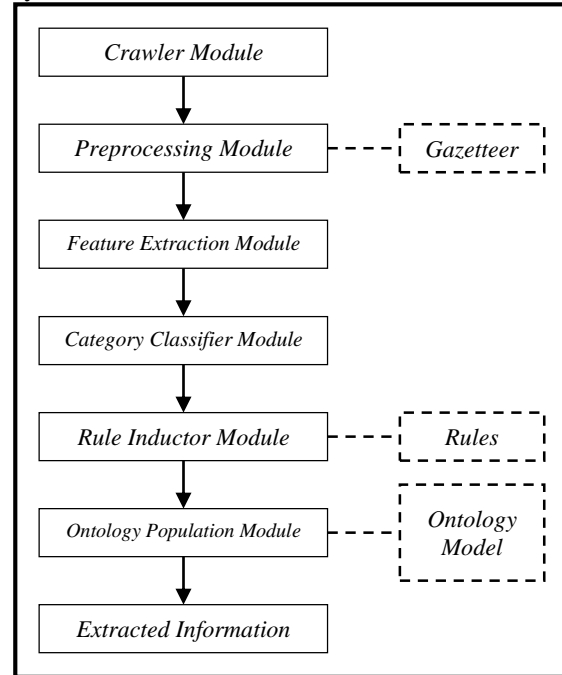 Crawler Module
Preprocessing Module
Gazetteer
Feature Extraction Module
Category Classifier Module
Rule Inductor Module
Rules
Ontology Population Module
Ontology
Model
Extracted Information